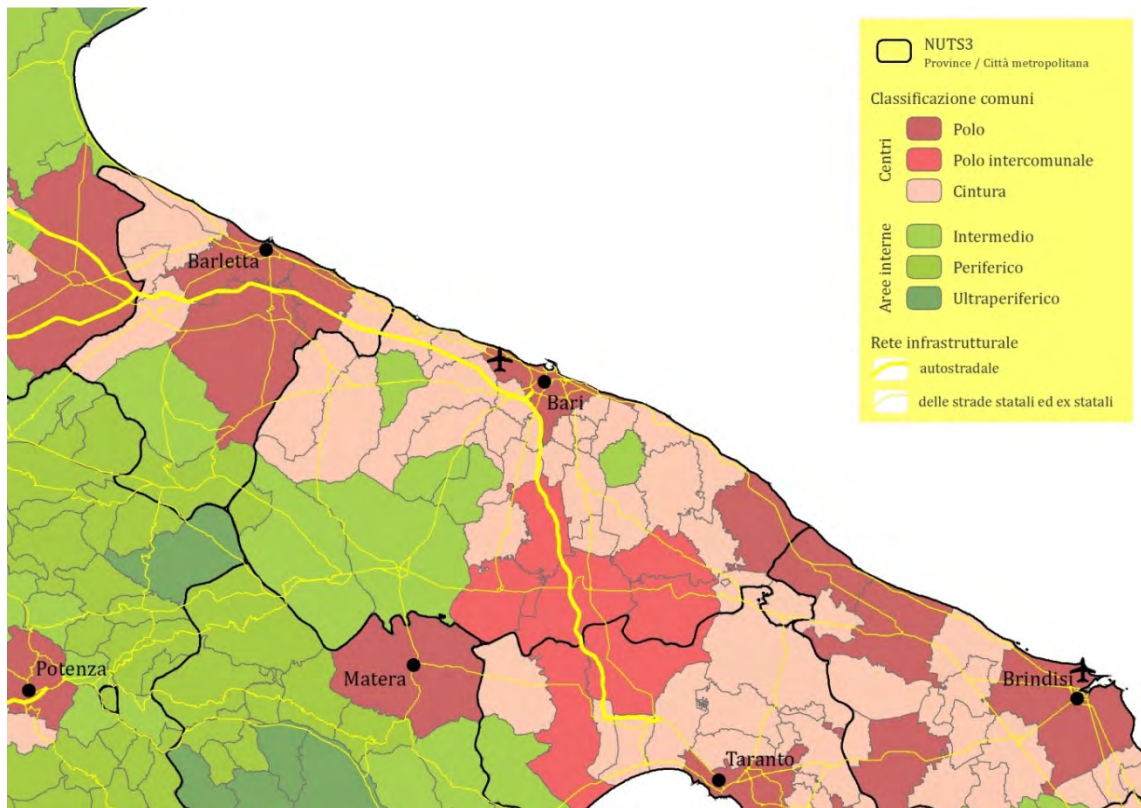 NUTS3
Province / Città metropolitana
Classificazione comuni
Centri
Polo
Polo intercomunale
Cintura
Aree interne
Intermedio
Periferico
Ultraperiferico
Rete infrastrutturale
autostradale
delle strade statali ed ex statali
Barletta
Bari
Matera
Potenza
Brindisi
Taranto